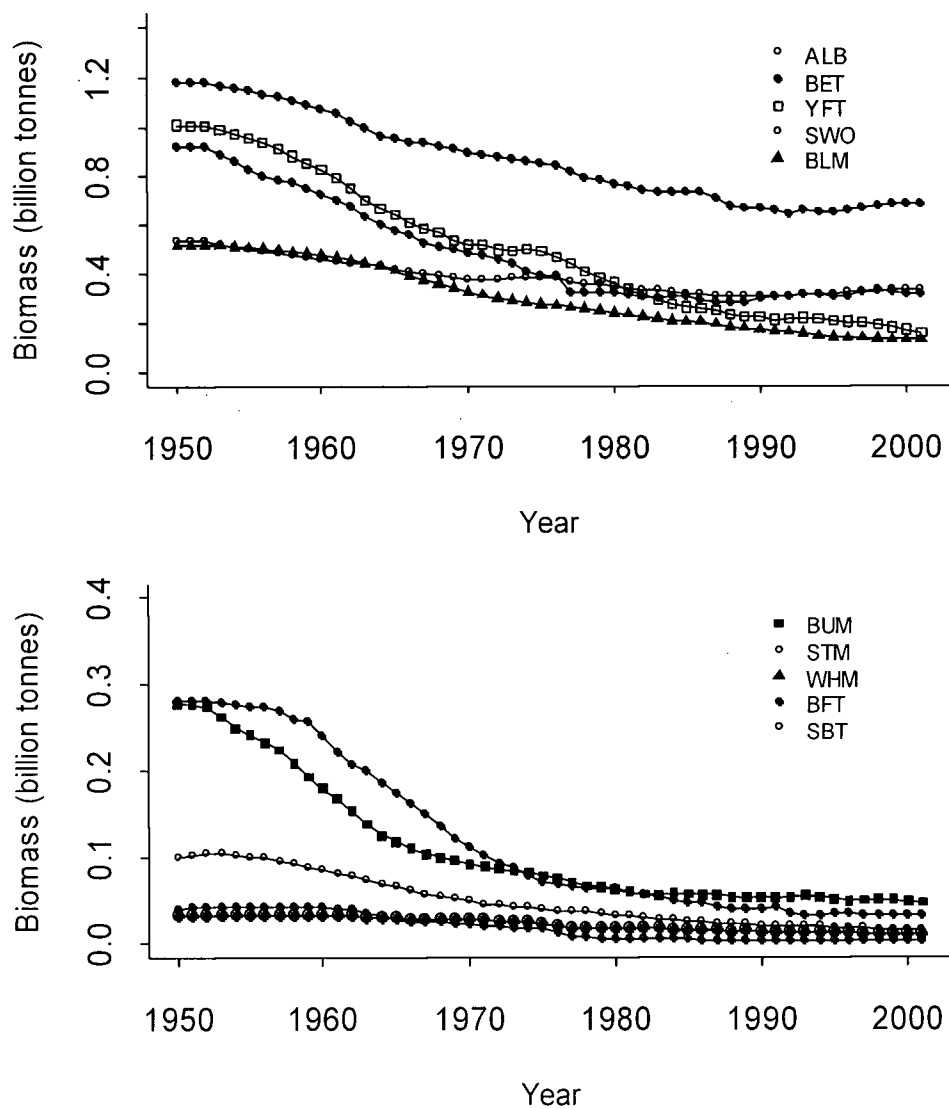 Biomass (billion tonnes)
1.2
0.8
0.4
0.0
ALB
BET
YFT
SWO
BLM
1950 1960 1970 1980 1990 2000
Year
Biomass (billion tonnes)
0.4
0.3
0.2
0.1
0.0
BUM
STM
WHM
BFT
SBT
1950 1960 1970 1980 1990 2000
Year